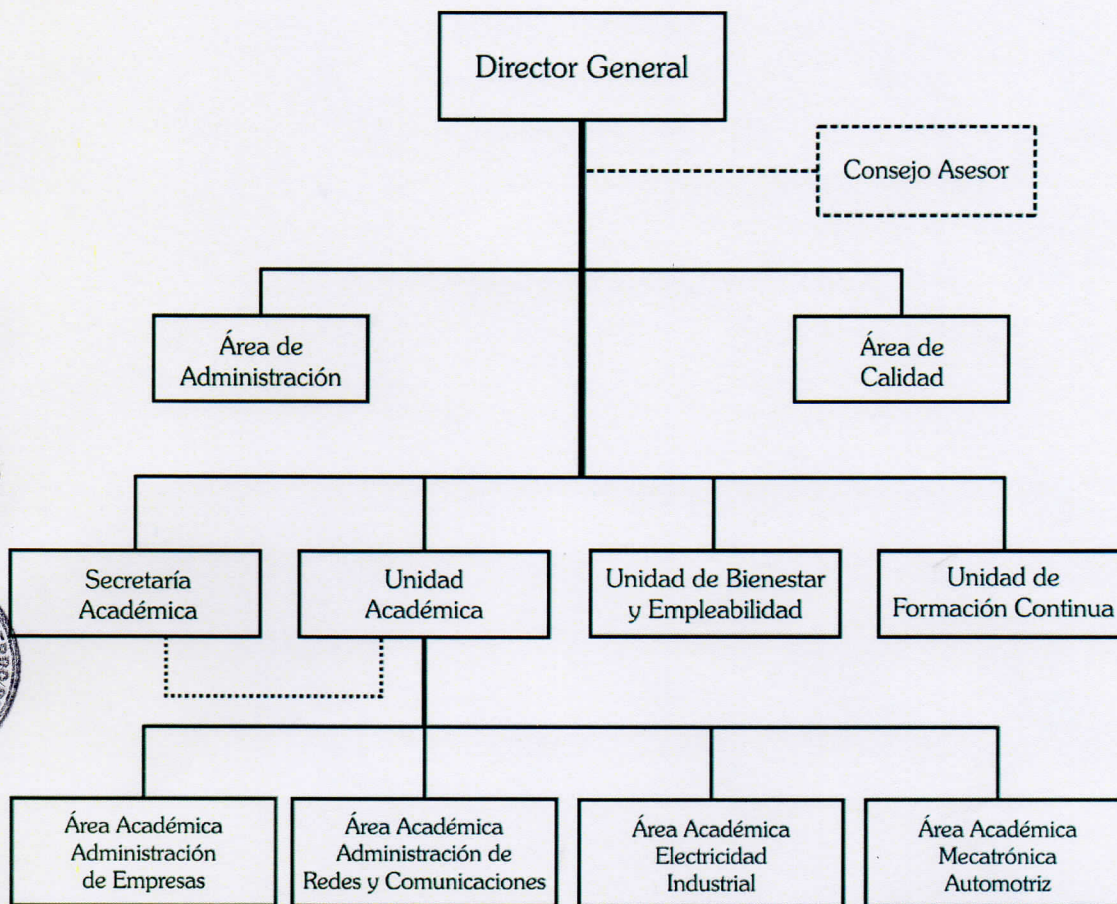 Director General
Consejo Asesor
Área de
Administración
Área de
Calidad
Secretaría
Académica
Unidad
Académica
Unidad de Bienestar
y Empleabilidad
Unidad de
Formación Continua
Área Académica
Administración
de Empresas
Área Académica
Administración de
Redes y Comunicaciones
Área Académica
Electricidad
Industrial
Área Académica
Mecatrónica
Automotriz